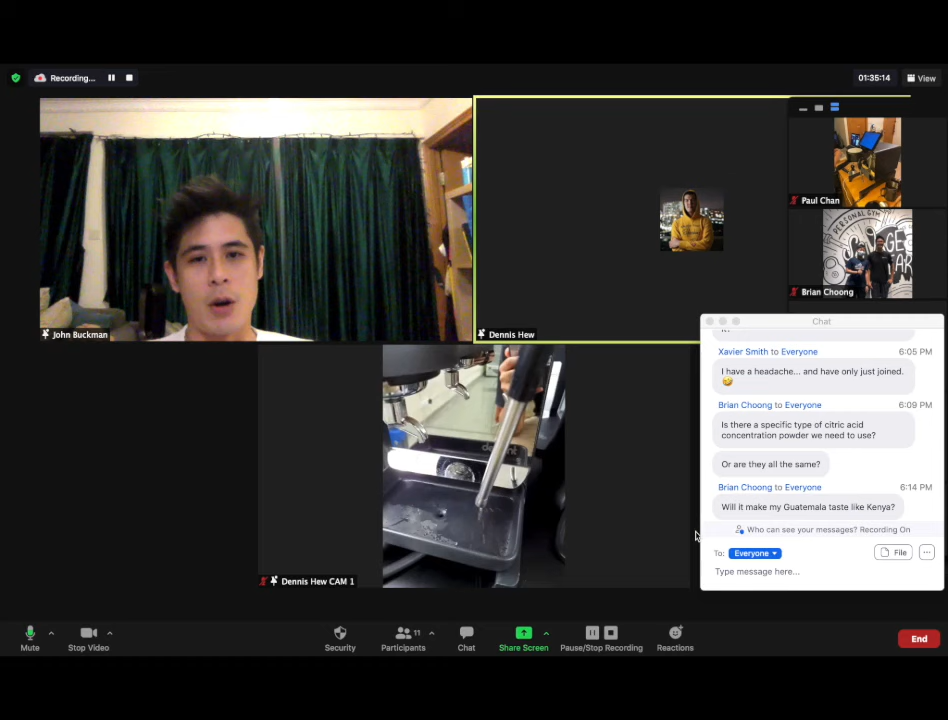 Recording...
01:35:14
View
John Buckman
Dennis Hew
Paul Chan
PERSONAL GYM
Brian Choong
Dennis Hew CAM 1
Chat
Xavier Smith to Everyone 6:05 PM
I have a headache... and have only just joined.
🤣
Brian Choong to Everyone 6:09 PM
Is there a specific type of citric acid
concentration powder we need to use?
Or are they all the same?
Brian Choong to Everyone 6:14 PM
Will it make my Guatemala taste like Kenya?
Who can see your messages? Recording On
To: Everyone
File
Type message here...
Mute
Stop Video
Security
Participants
11
Chat
Share Screen
Pause/Stop Recording
Reactions
End